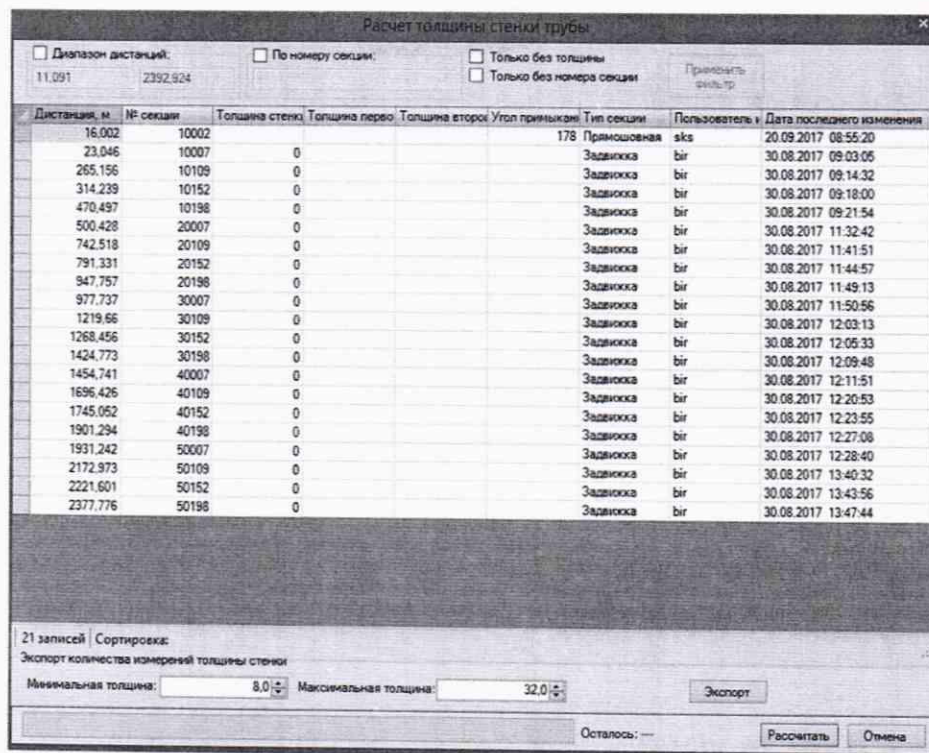 Расчет толщины стенки трубы
Диапазон дистанций:
По номеру секции:
Только без толщины
11,091 2392,924
Только без номера секции
Применить фильтр
Дистанция, м № секции Толщина стенко Толщина перво Толщина второй Угол примыкан Тип секции Пользователь и Дата последнего изменения
16,002 10002 178 Прямошовная sks 20.09.2017 08:55:20
23,046 10007 0 Задвижка bir 30.08.2017 09:03:05
265,156 10109 0 Задвижка bir 30.08.2017 09:14:32
314,239 10152 0 Задвижка bir 30.08.2017 09:18:00
470,497 10198 0 Задвижка bir 30.08.2017 09:21:54
500,428 20007 0 Задвижка bir 30.08.2017 11:32:42
742,518 20109 0 Задвижка bir 30.08.2017 11:41:51
791,331 20152 0 Задвижка bir 30.08.2017 11:44:57
947,757 20198 0 Задвижка bir 30.08.2017 11:49:13
977,737 30007 0 Задвижка bir 30.08.2017 11:50:56
1219,66 30109 0 Задвижка bir 30.08.2017 12:03:13
1268,456 30152 0 Задвижка bir 30.08.2017 12:05:33
1424,773 30198 0 Задвижка bir 30.08.2017 12:09:48
1454,741 40007 0 Задвижка bir 30.08.2017 12:11:51
1696,426 40109 0 Задвижка bir 30.08.2017 12:20:53
1745,052 40152 0 Задвижка bir 30.08.2017 12:23:55
1901,294 40198 0 Задвижка bir 30.08.2017 12:27:08
1931,242 50007 0 Задвижка bir 30.08.2017 12:28:40
2172,973 50109 0 Задвижка bir 30.08.2017 13:40:32
2221,601 50152 0 Задвижка bir 30.08.2017 13:43:56
2377,776 50198 0 Задвижка bir 30.08.2017 13:47:44
21 записей Сортировка:
Экспорт количества измерений толщины стенки
Минимальная толщина: 8,0 Максимальная толщина: 32,0 Экспорт
Осталось: --- Рассчитать Отмена